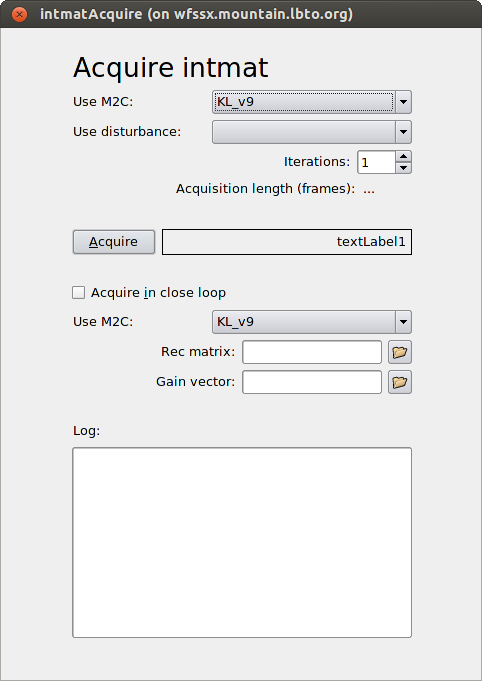 intmatAcquire (on wfssx.mountain.lbto.org)
Acquire intmat
Use M2C: KL_v9
Use disturbance:
Iterations: 1
Acquisition length (frames): ...
Acquire textLabel1
Acquire in close loop
Use M2C: KL_v9
Rec matrix:
Gain vector:
Log: